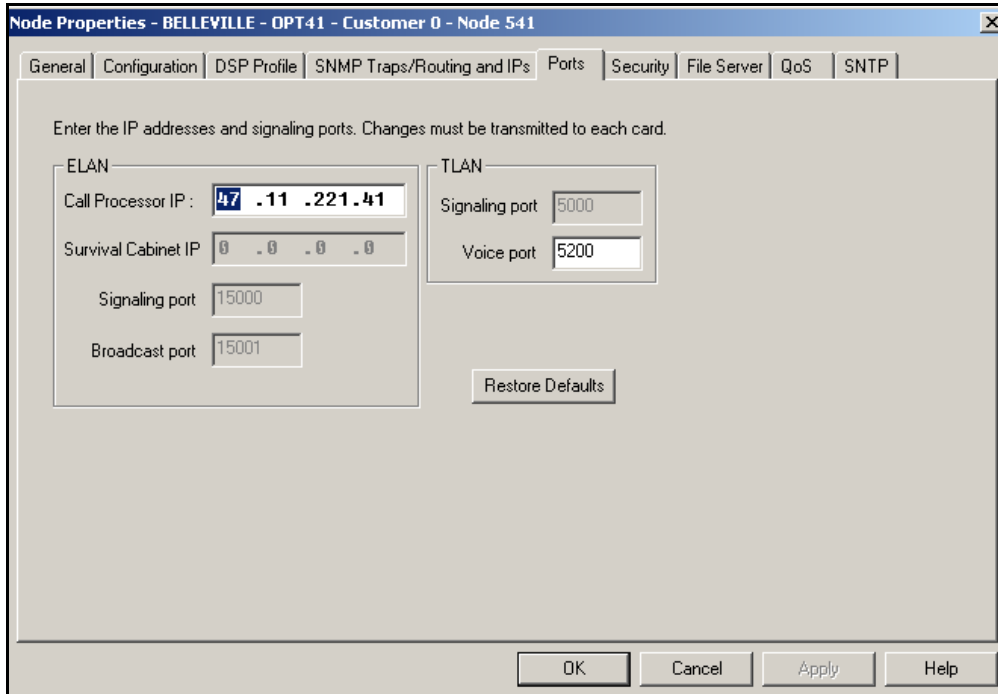 Node Properties - BELLEVILLE - OPT41 - Customer 0 - Node 541
General Configuration DSP Profile SNMP Traps/Routing and IPs Ports Security File Server QoS SNTP
Enter the IP addresses and signaling ports. Changes must be transmitted to each card.
ELAN
Call Processor IP : 47 .11 .221.41
Survival Cabinet IP 0 .0 .0 .0
Signaling port 15000
Broadcast port 15001
TLAN
Signaling port 5000
Voice port 5200
Restore Defaults
OK Cancel Apply Help